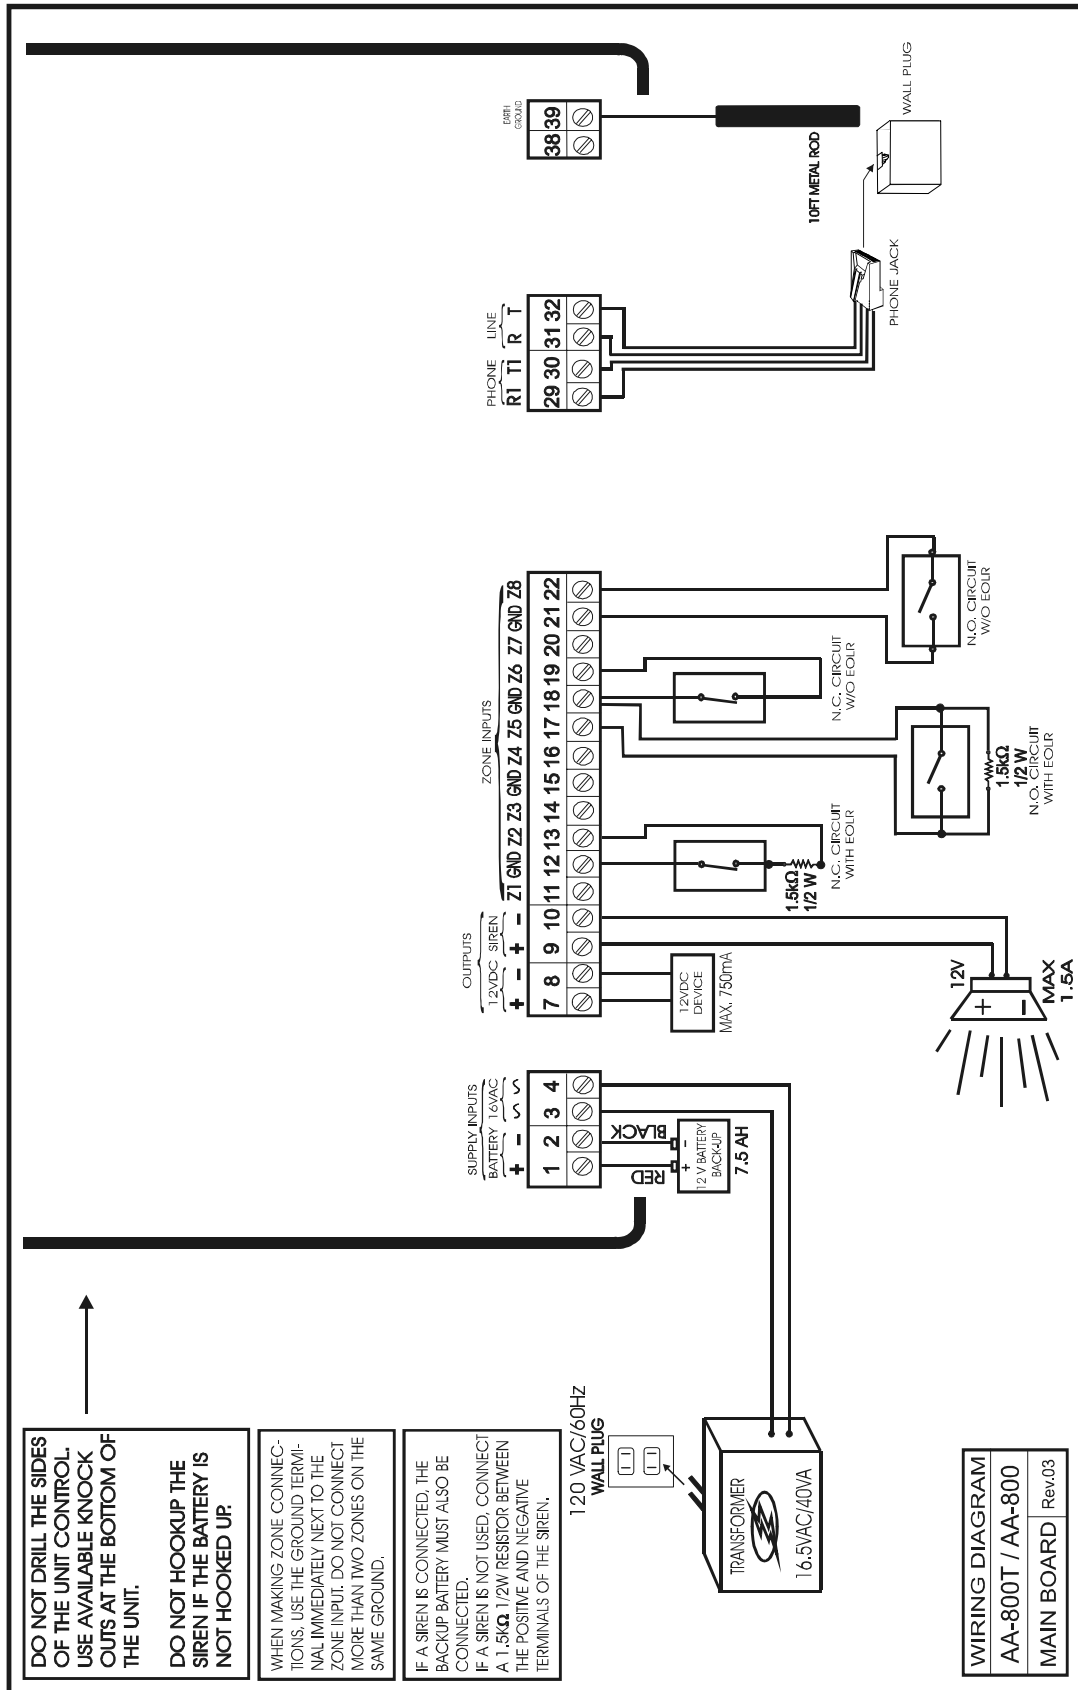 DO NOT DRILL THE SIDES
OF THE UNIT CONTROL.
USE AVAILABLE KNOCK
OUTS AT THE BOTTOM OF
THE UNIT.
DO NOT HOOKUP THE
SIREN IF THE BATTERY IS
NOT HOOKED UP.
WHEN MAKING ZONE CONNEC-
TIONS, USE THE GROUND TERMI-
NAL IMMEDIATELY NEXT TO THE
ZONE INPUT. DO NOT CONNECT
MORE THAN TWO ZONES ON THE
SAME GROUND.
IF A SIREN IS CONNECTED, THE
BACKUP BATTERY MUST ALSO BE
CONNECTED.
IF A SIREN IS NOT USED, CONNECT
A 1.5KΩ 1/2W RESISTOR BETWEEN
THE POSITIVE AND NEGATIVE
TERMINALS OF THE SIREN.
120 VAC/60Hz
WALL PLUG
TRANSFORMER
16.5VAC/40VA
SUPPLY INPUTS
BATTERY 16VAC
+ - ~ ~
1 2 3 4
RED
BLACK
+ -
12 V BATTERY
BACK-UP
7.5 AH
OUTPUTS
12VDC SIREN
+ - + -
7 8 9 10
12VDC
DEVICE
MAX. 750mA
12V
+ -
MAX
1.5A
ZONE INPUTS
Z1 GND Z2 Z3 GND Z4 Z5 GND Z6 Z7 GND Z8
11 12 13 14 15 16 17 18 19 20 21 22
1.5kΩ
1/2 W
N.C. CIRCUIT
WITH EOLR
1.5kΩ
1/2 W
N.O. CIRCUIT
WITH EOLR
N.C. CIRCUIT
W/O EOLR
N.O. CIRCUIT
W/O EOLR
PHONE LINE
R1 T1 R T
29 30 31 32
PHONE JACK
WALL PLUG
EARTH
GROUND
38 39
10FT METAL ROD
WIRING DIAGRAM
AA-800T / AA-800
MAIN BOARD Rev.03